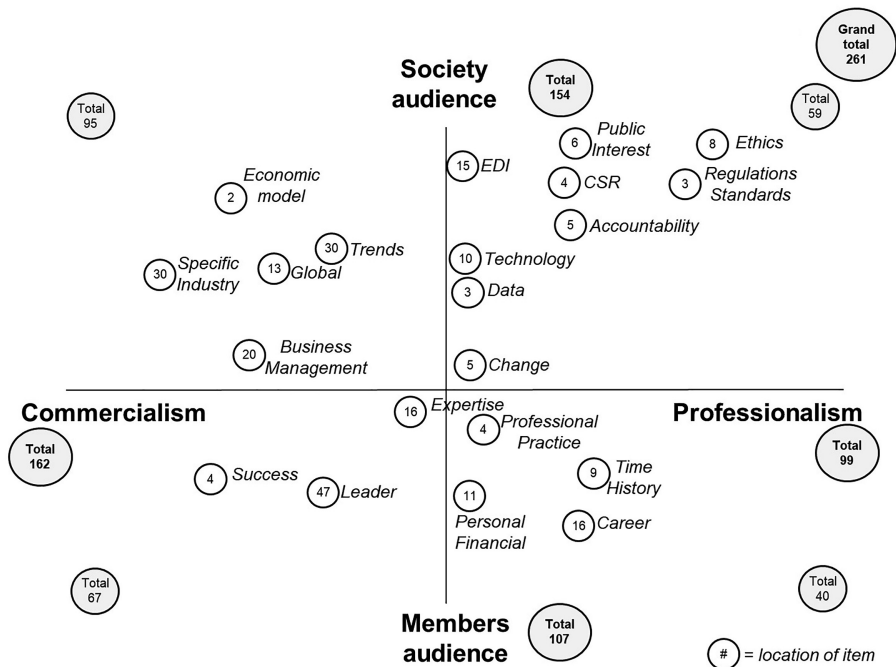 Grand
total
261
Society
audience
Total
154
Total
59
Total
95
6
Public
Interest
8
Ethics
15
EDI
4
CSR
3
Regulations
Standards
2
Economic
model
5
Accountability
30
Trends
10
Technology
30
Specific
Industry
13
Global
3
Data
20
Business
Management
5
Change
Commercialism
16
Expertise
4
Professional
Practice
Professionalism
Total
162
Total
99
4
Success
47
Leader
9
Time
History
11
Personal
Financial
16
Career
Total
67
Total
40
Members
audience
Total
107
# = location of item